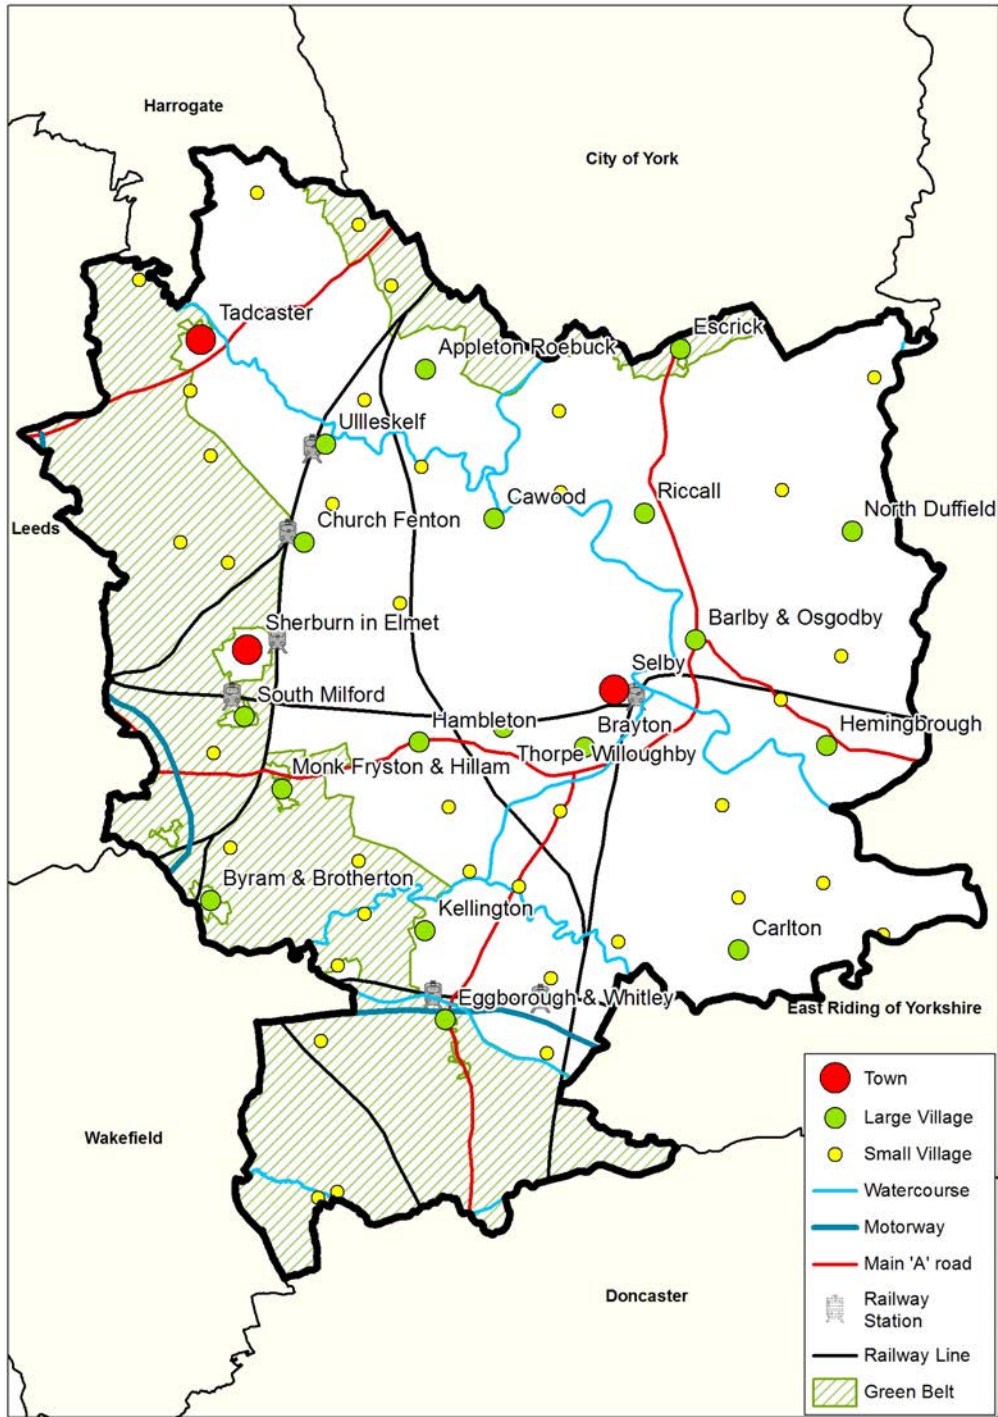 Harrogate
City of York
Tadcaster
Escrick
Appleton Roebuck
Ullleskelf
Cawood
Riccall
North Duffield
Leeds
Church Fenton
Sherburn in Elmet
Barlby & Osgodby
Selby
South Milford
Hambleton
Brayton
Hemingbrough
Thorpe Willoughby
Monk Fryston & Hillam
Byram & Brotherton
Kellington
Carlton
Eggborough & Whitley
East Riding of Yorkshire
Wakefield
Doncaster
Town
Large Village
Small Village
Watercourse
Motorway
Main 'A' road
Railway
Station
Railway Line
Green Belt